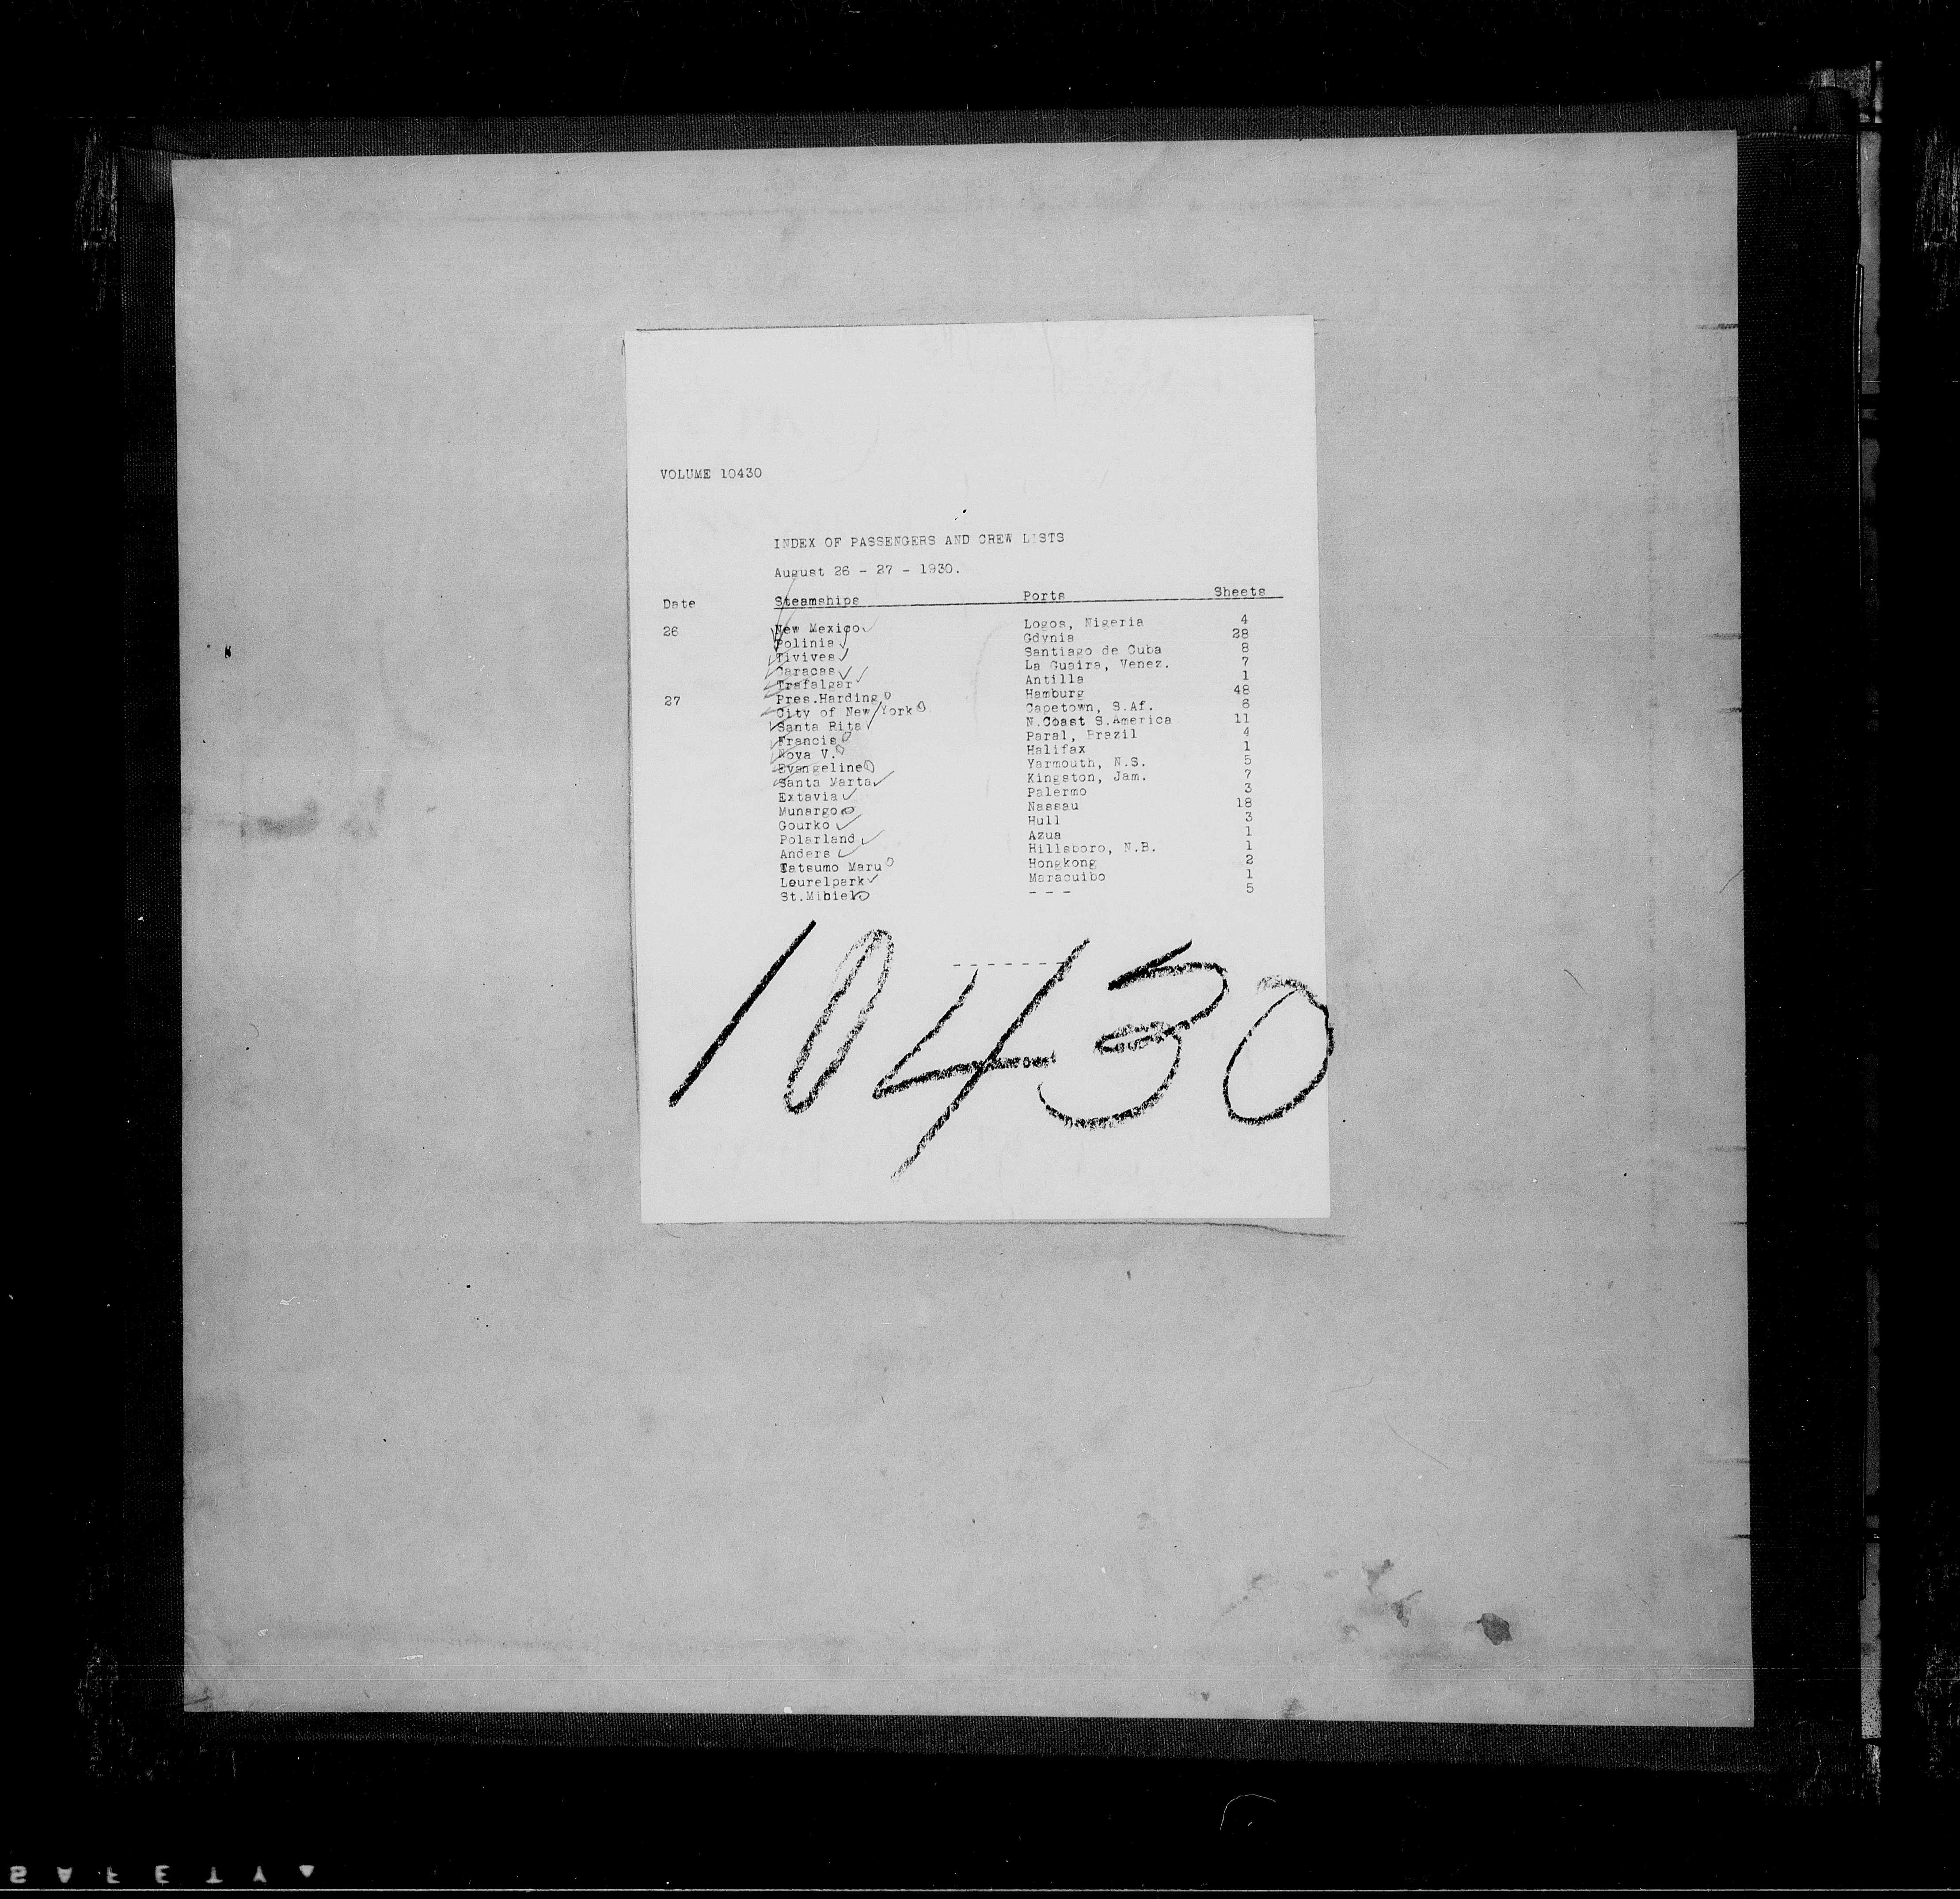 VOLUME 10430
INDEX OF PASSENGERS AND CREW LISTS
August 26 - 27 - 1930.
Date Steamships Ports Sheets
26 New Mexico Logos, Nigeria 4
Polinia Gdynia 28
Tivives Santiago de Cuba 8
Caracas La Guaira, Venez. 7
Trafalgar Antilla 1
27 Pres.Harding Hamburg 48
City of New York Capetown, S.Af. 6
Santa Rita N.Coast S.America 11
Francis Paral, Brazil 4
Nova V. Halifax 1
Evangeline Yarmouth, N.S. 5
Santa Marta Kingston, Jam. 7
Extavia Palermo 3
Munargo Nassau 18
Gourko Hull 3
Polarland Azua 1
Anders Hillsboro, N.B. 1
Tatsumo Maru Hongkong 2
Leurelpark Maracuibo 1
St.Mihiel - - - 5
10430
SAFETY